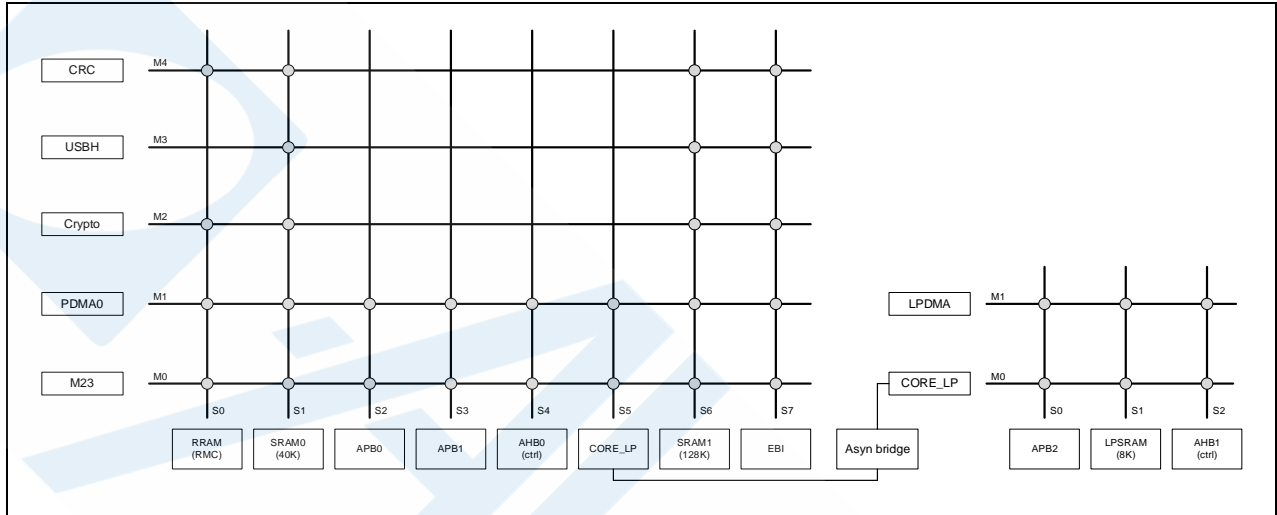 CRC
M4
USBH
M3
Crypto
M2
PDMA0
M1
LPDMA
M1
M23
M0
CORE_LP
M0
S0
S1
S2
S3
S4
S5
S6
S7
S0
S1
S2
RRAM
(RMC)
SRAM0
(40K)
APB0
APB1
AHB0
(ctrl)
CORE_LP
SRAM1
(128K)
EBI
Asyn bridge
APB2
LPSRAM
(8K)
AHB1
(ctrl)